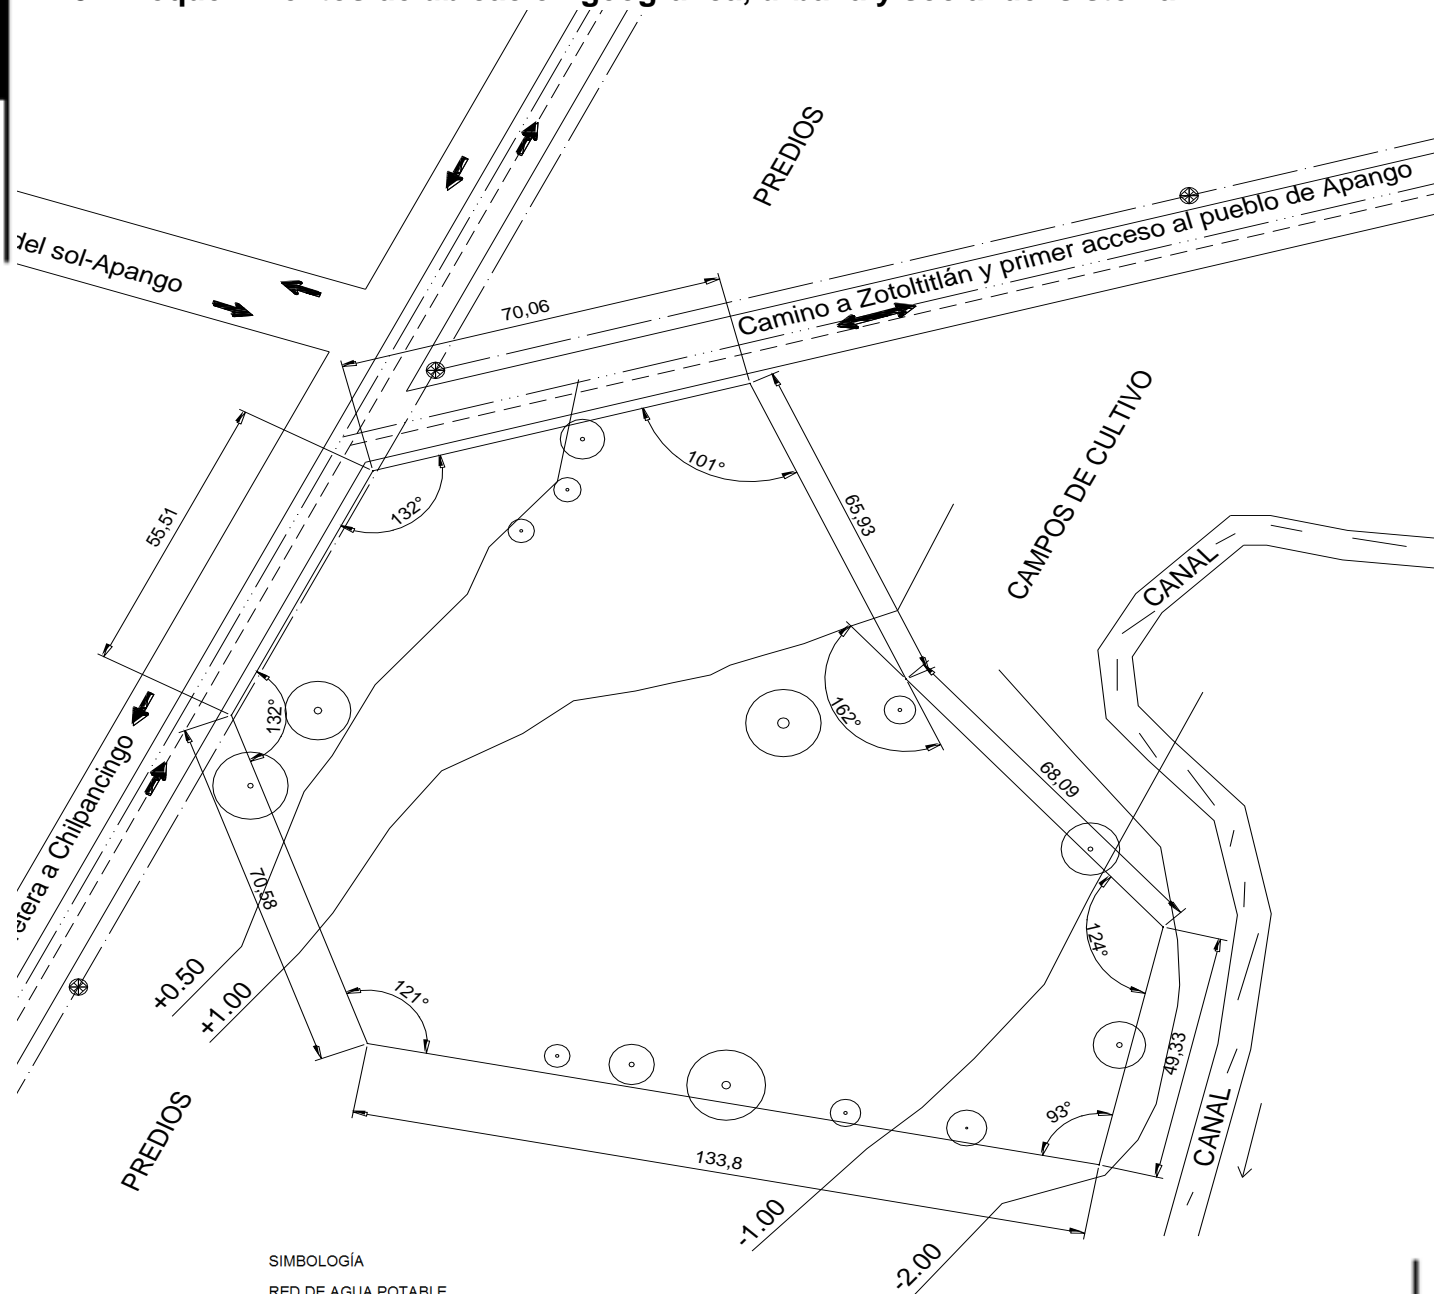 PREDIOS
del sol-Apango
Camino a Zotoltitlán y primer acceso al pueblo de Apango
70,06
CAMPOS DE CULTIVO
101°
132°
65,93
55,51
CANAL
132°
162°
68,09
a Chilpancingo
70,58
124°
+0.50
+1.00
121°
49,33
93°
CANAL
PREDIOS
133,8
-1.00
-2.00
SIMBOLOGÍA
RED DE AGUA POTABLE